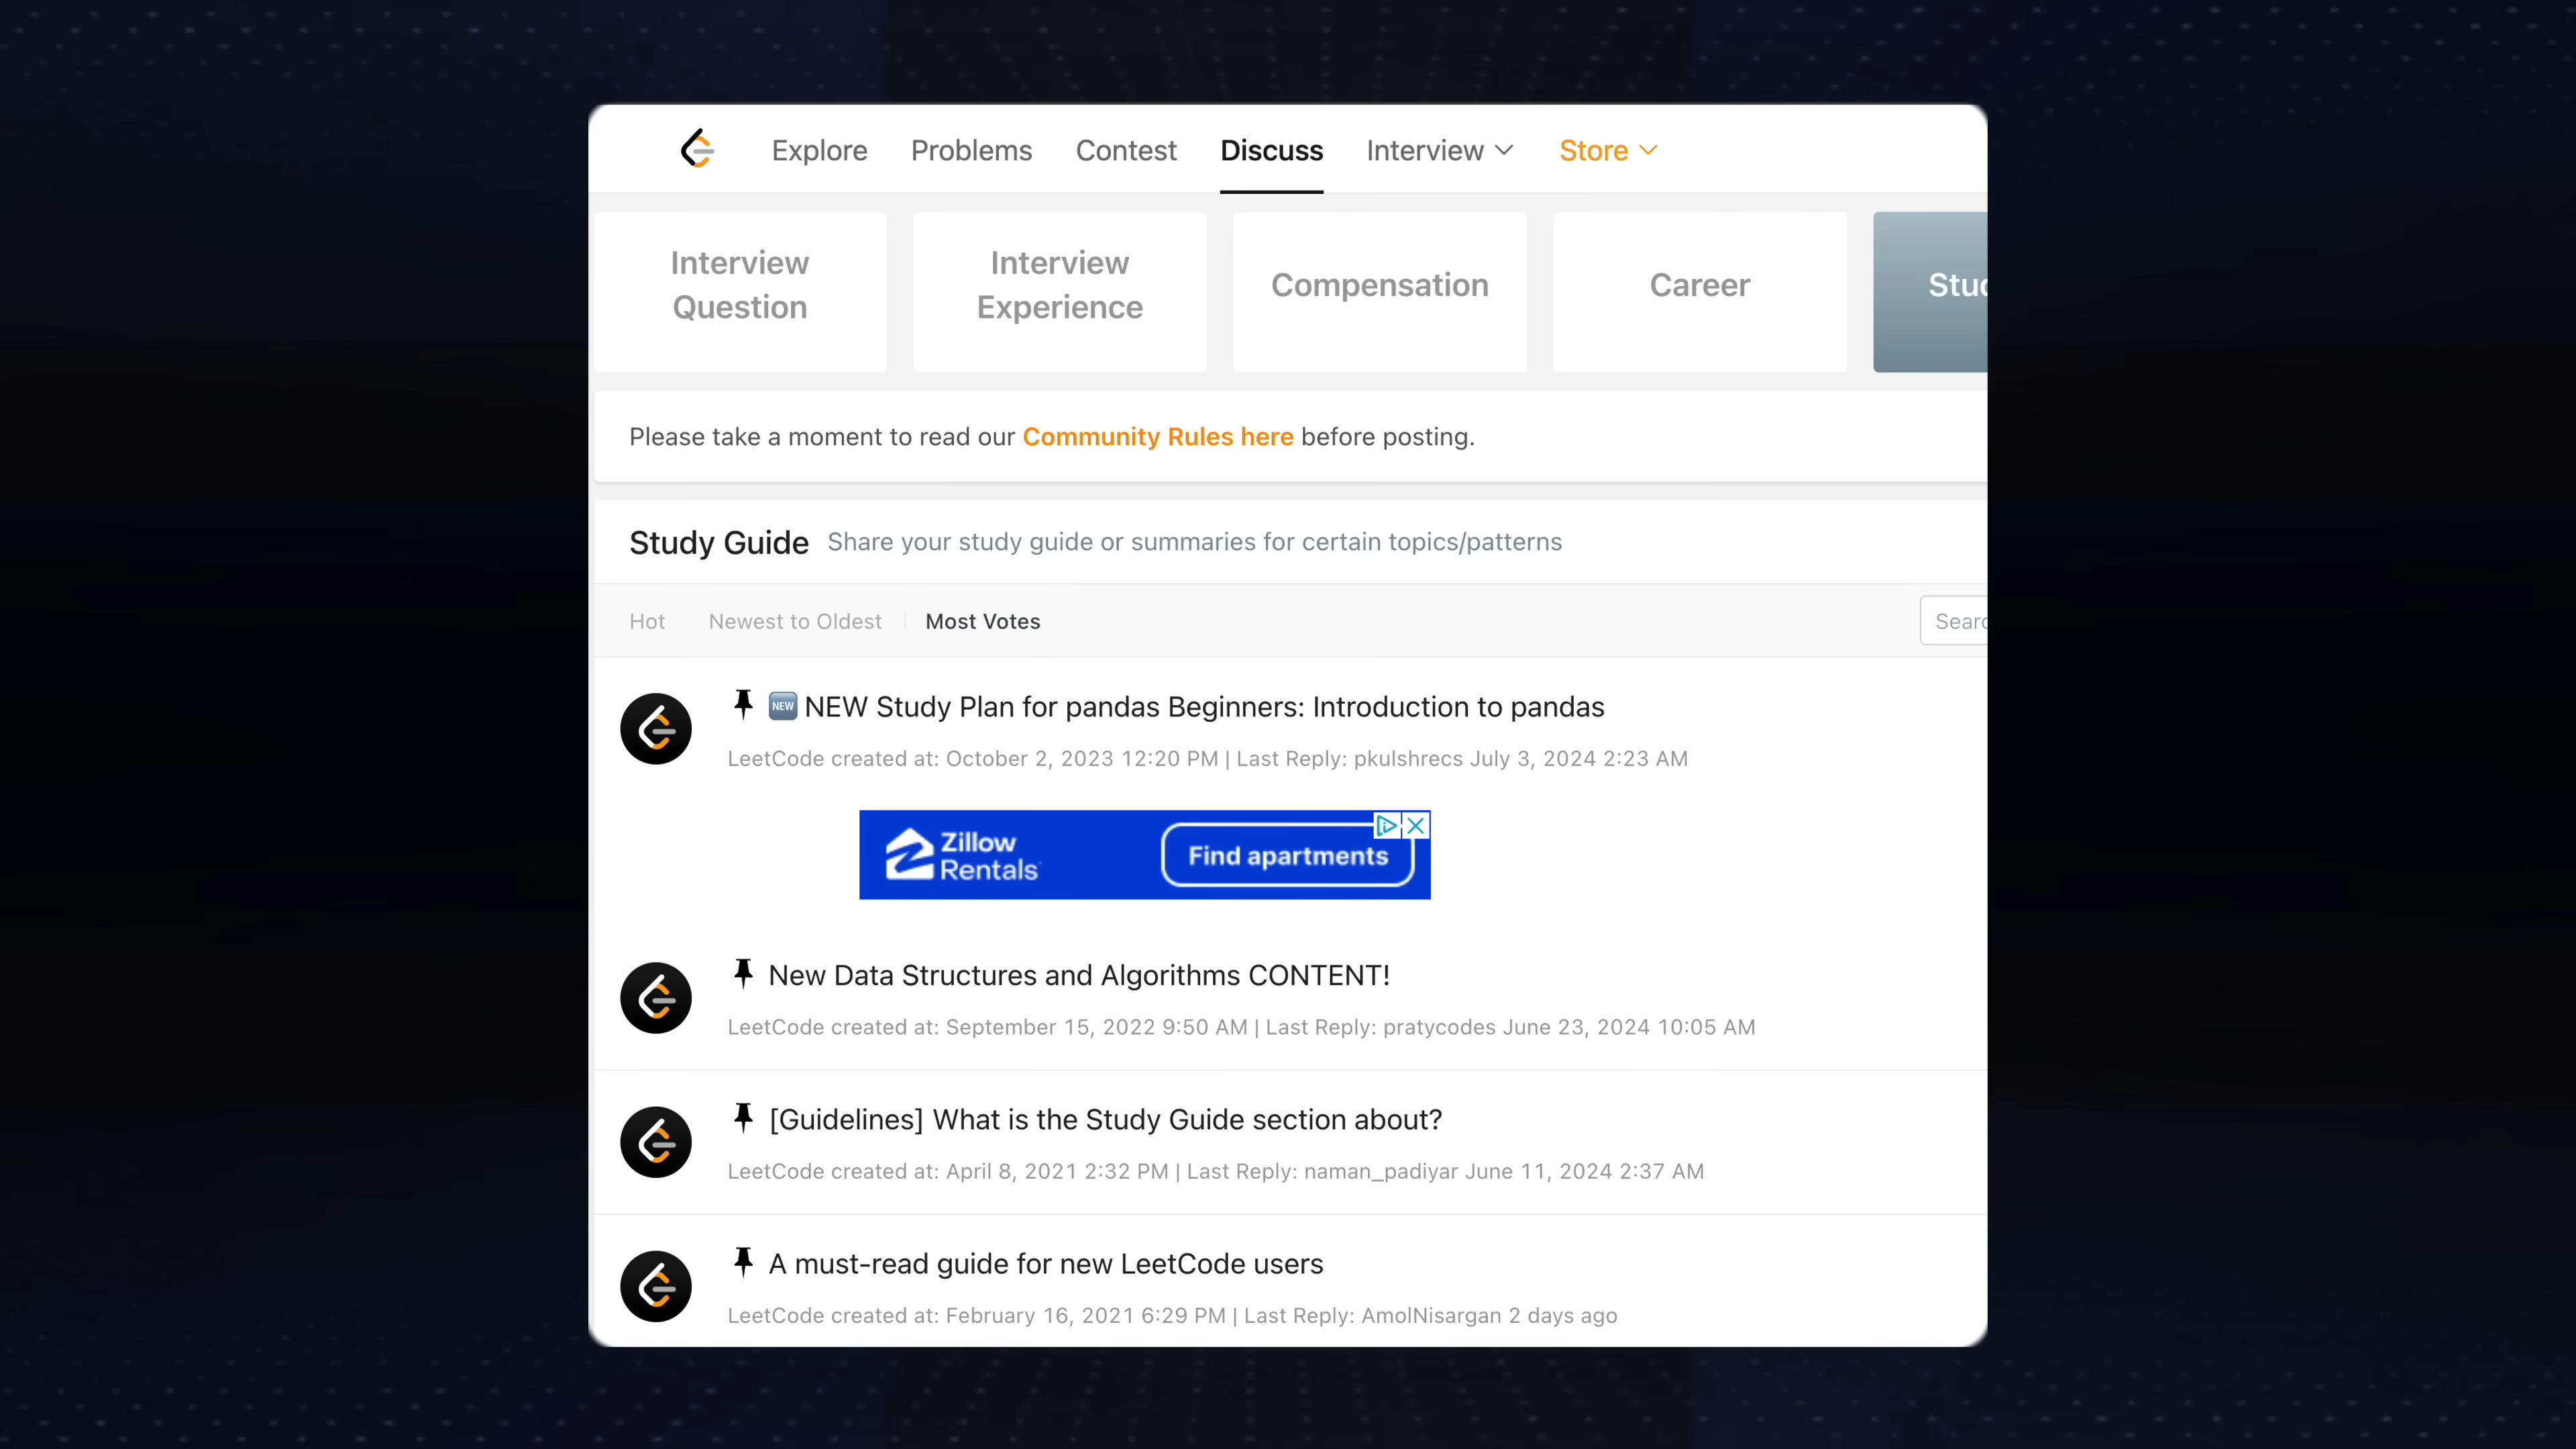 Explore Problems Contest Discuss Interview Store
Interview
Question
Interview
Experience
Compensation
Career
Please take a moment to read our Community Rules here before posting.
Study Guide Share your study guide or summaries for certain topics/patterns
Hot Newest to Oldest Most Votes
NEW NEW Study Plan for pandas Beginners: Introduction to pandas
LeetCode created at: October 2, 2023 12:20 PM | Last Reply: pkulshrecs July 3, 2024 2:23 AM
Zillow
Rentals
Find apartments
New Data Structures and Algorithms CONTENT!
LeetCode created at: September 15, 2022 9:50 AM | Last Reply: pratycodes June 23, 2024 10:05 AM
[Guidelines] What is the Study Guide section about?
LeetCode created at: April 8, 2021 2:32 PM | Last Reply: naman_padiyar June 11, 2024 2:37 AM
A must-read guide for new LeetCode users
LeetCode created at: February 16, 2021 6:29 PM | Last Reply: AmolNisargan 2 days ago